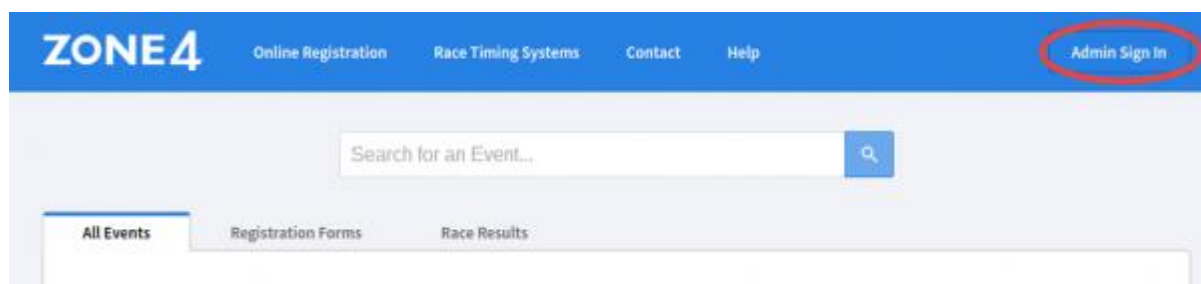 ZONE4 Online Registration Race Timing Systems Contact Help Admin Sign In
Search for an Event...
All Events Registration Forms Race Results